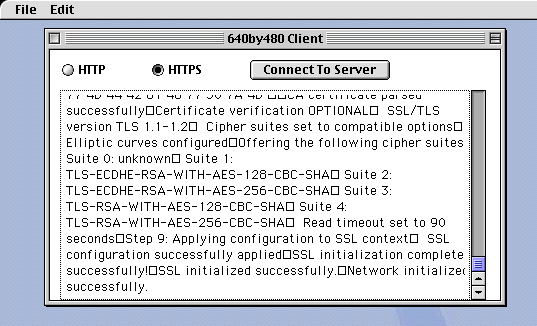 File Edit
640by480 Client
HTTP HTTPS Connect To Server
successfully□Certificate verification OPTIONAL□ SSL/TLS
version TLS 1.1-1.2□ Cipher suites set to compatible options□
Elliptic curves configured□Offering the following cipher suites
Suite 0: unknown□ Suite 1:
TLS-ECDHE-RSA-WITH-AES-128-CBC-SHA□ Suite 2:
TLS-ECDHE-RSA-WITH-AES-256-CBC-SHA□ Suite 3:
TLS-RSA-WITH-AES-128-CBC-SHA□ Suite 4:
TLS-RSA-WITH-AES-256-CBC-SHA□ Read timeout set to 90
seconds□Step 9: Applying configuration to SSL context□ SSL
configuration successfully applied□SSL initialization complete
successfully!□SSL initialized successfully.□Network initialized
successfully.